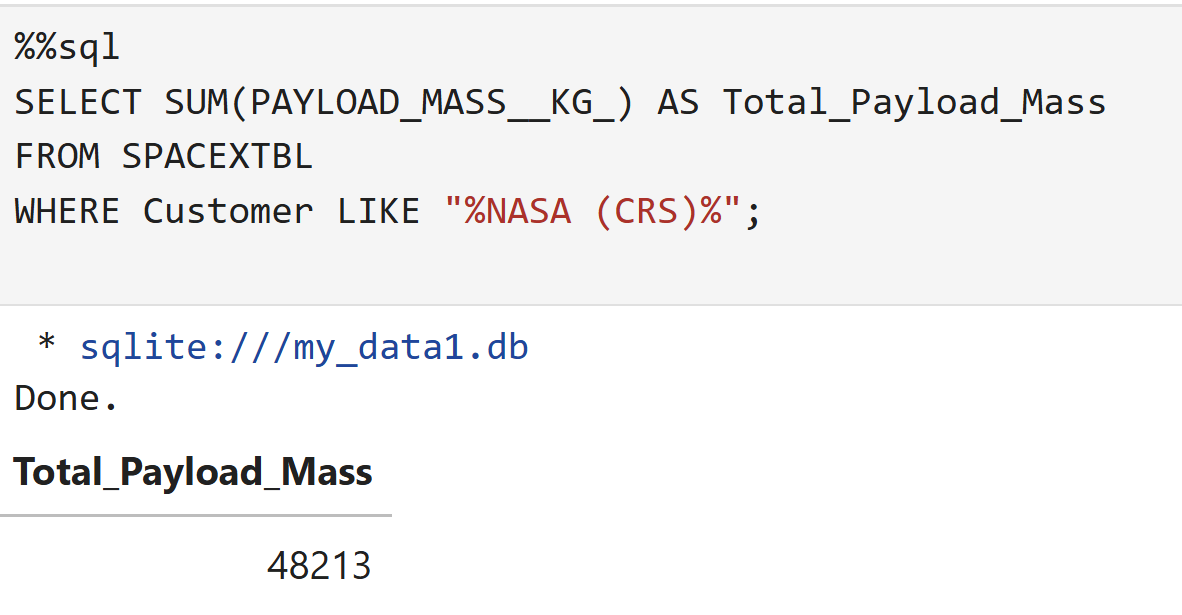 %%sql
SELECT SUM(PAYLOAD_MASS__KG_) AS Total_Payload_Mass
FROM SPACEXTBL
WHERE Customer LIKE "%NASA (CRS)%";
* sqlite:///my_data1.db
Done.
Total_Payload_Mass
48213